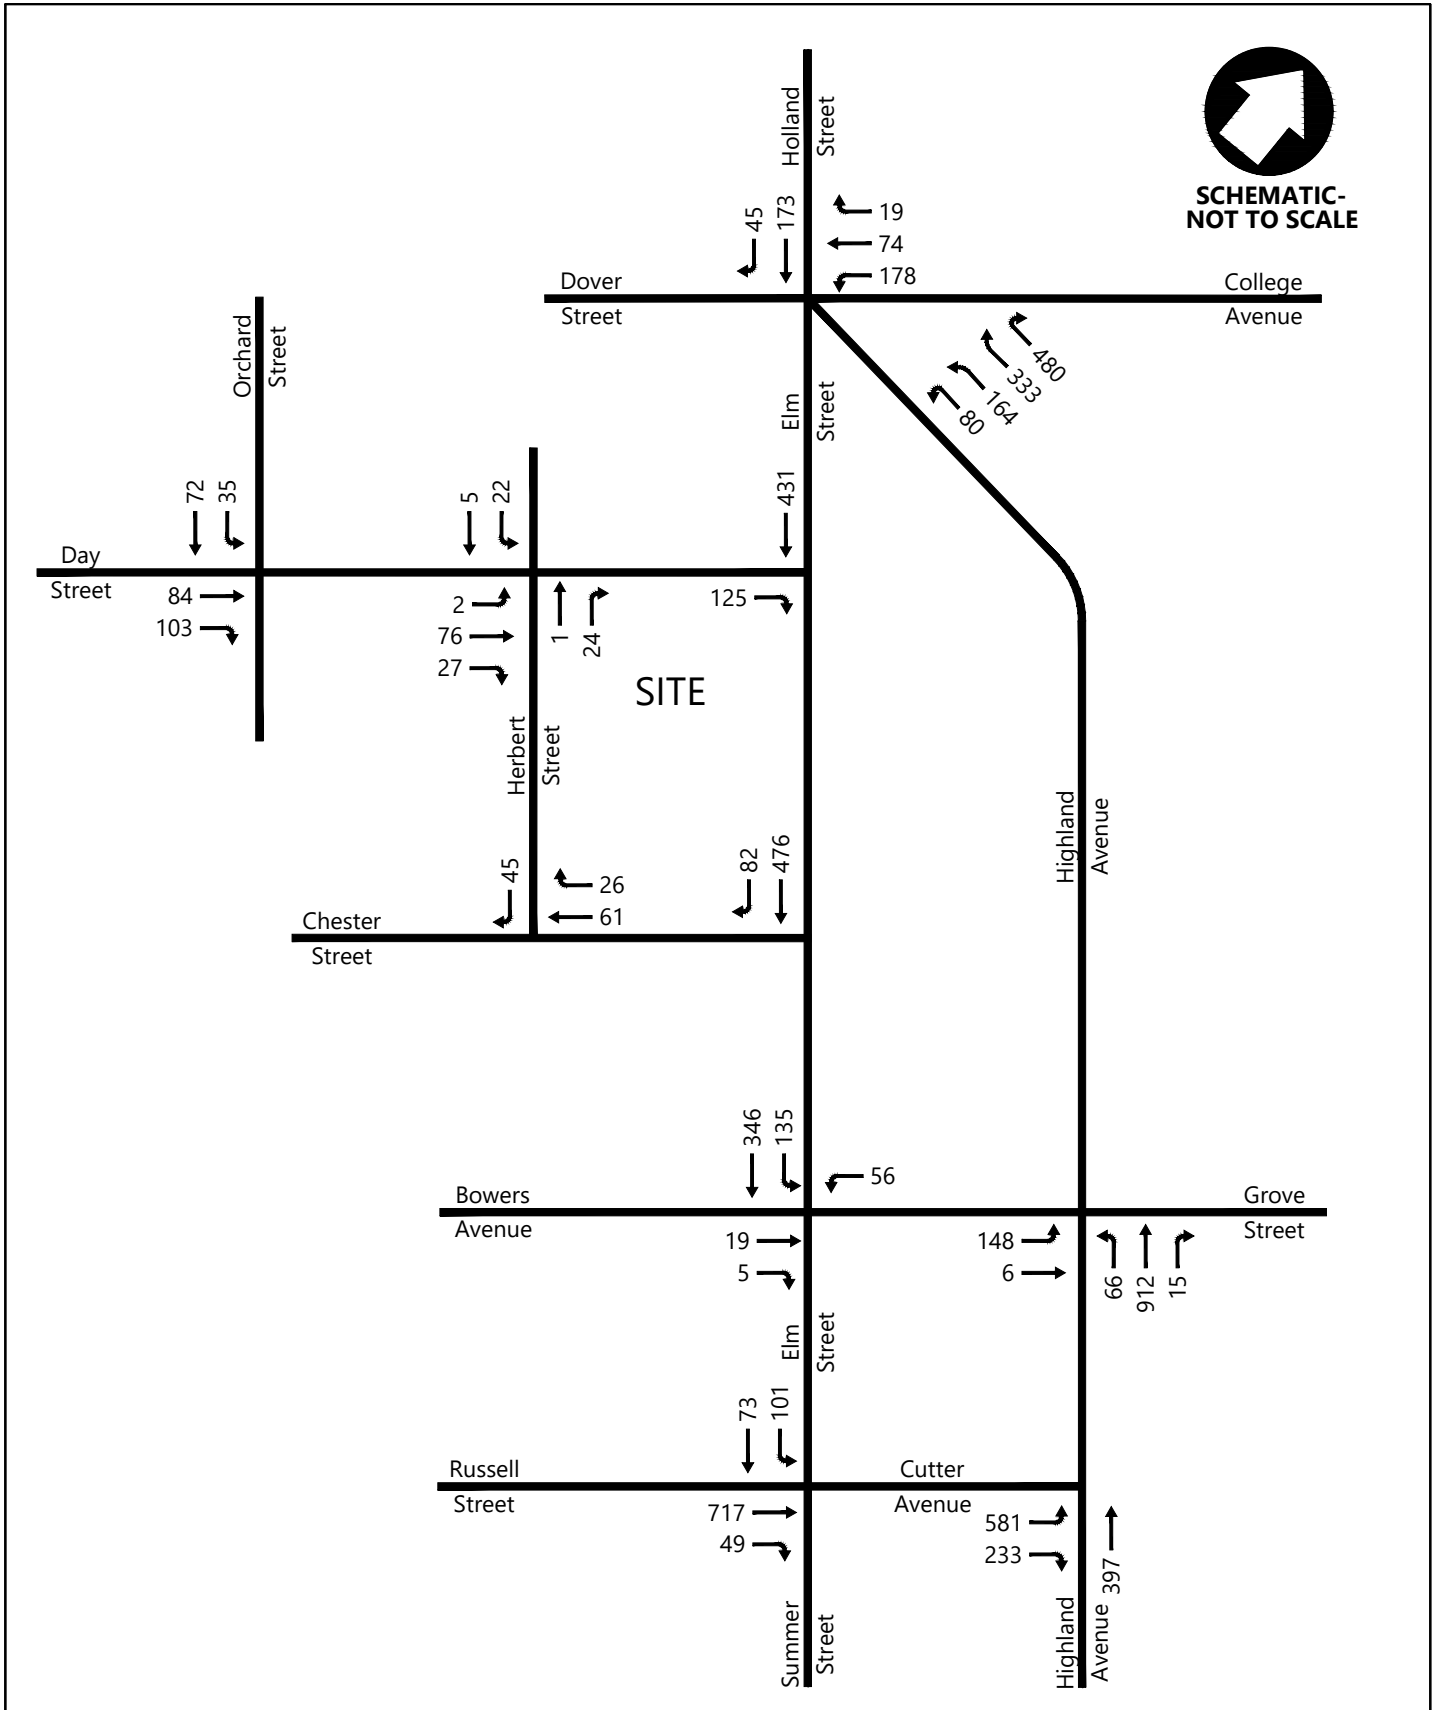 Holland
Street
SCHEMATIC-
NOT TO SCALE
45
173
19
74
178
Dover
Street
College
Avenue
Orchard
Street
480
333
164
80
Elm
Street
72
35
5
22
431
Day
Street
84
103
2
76
27
1
24
125
SITE
Herbert
Street
Highland
Avenue
45
26
61
82
476
Chester
Street
346
135
56
Bowers
Avenue
Grove
Street
19
5
148
6
66
912
15
Elm
Street
73
101
Russell
Street
Cutter
Avenue
717
49
581
233
397
Summer
Street
Highland
Avenue